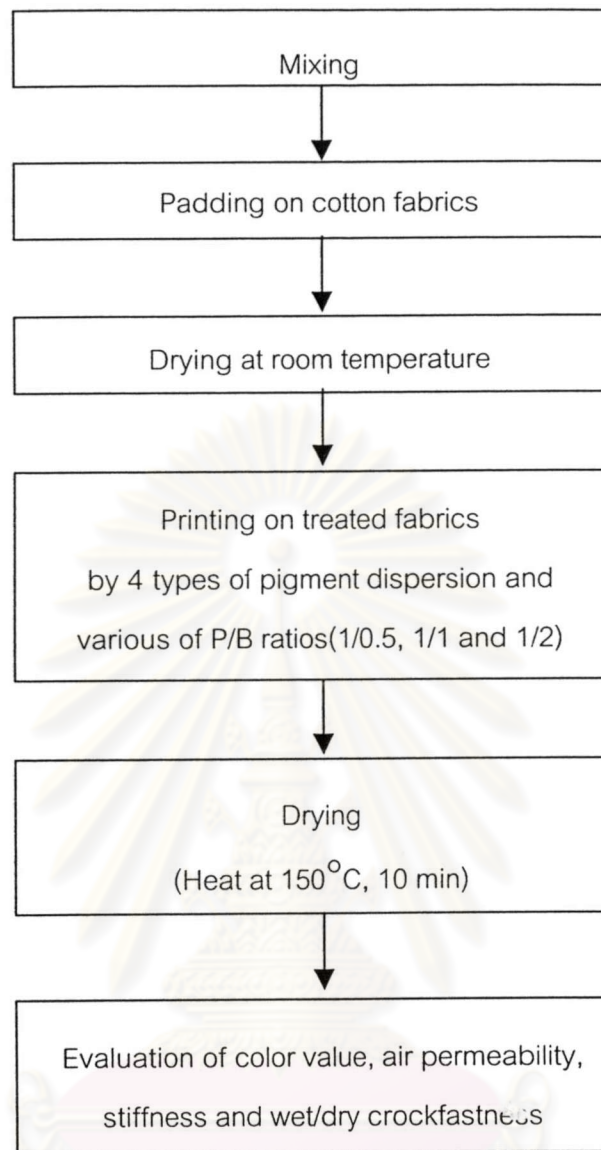 Mixing
Padding on cotton fabrics
Drying at room temperature
Printing on treated fabrics
by 4 types of pigment dispersion and
various of P/B ratios(1/0.5, 1/1 and 1/2)
Drying
(Heat at 150°C, 10 min)
Evaluation of color value, air permeability,
stiffness and wet/dry crockfastness